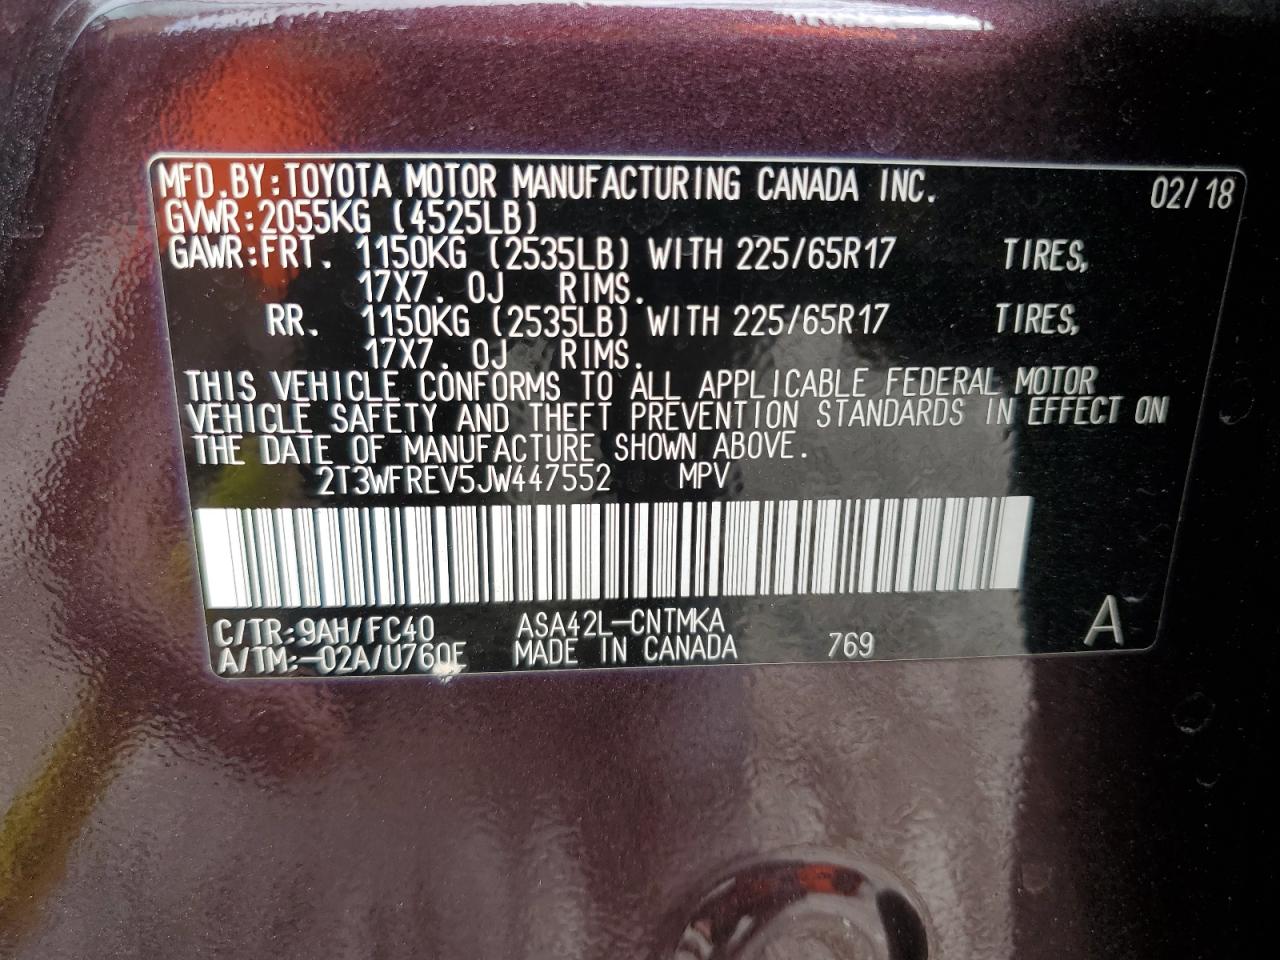 MFD.BY:TOYOTA MOTOR MANUFACTURING CANADA INC. 02/18
GVWR:2055KG (4525LB)
GAWR:FRT. 1150KG (2535LB) WITH 225/65R17 TIRES,
17X7.0J RIMS.
RR. 1150KG (2535LB) WITH 225/65R17 TIRES,
17X7.0J RIMS.
THIS VEHICLE CONFORMS TO ALL APPLICABLE FEDERAL MOTOR
VEHICLE SAFETY AND THEFT PREVENTION STANDARDS IN EFFECT ON
THE DATE OF MANUFACTURE SHOWN ABOVE.
2T3WFREV5JW447552 MPV
C/TR:9AH/FC40 ASA42L-CNTMKA A
A/TM:-02A/U760E MADE IN CANADA 769